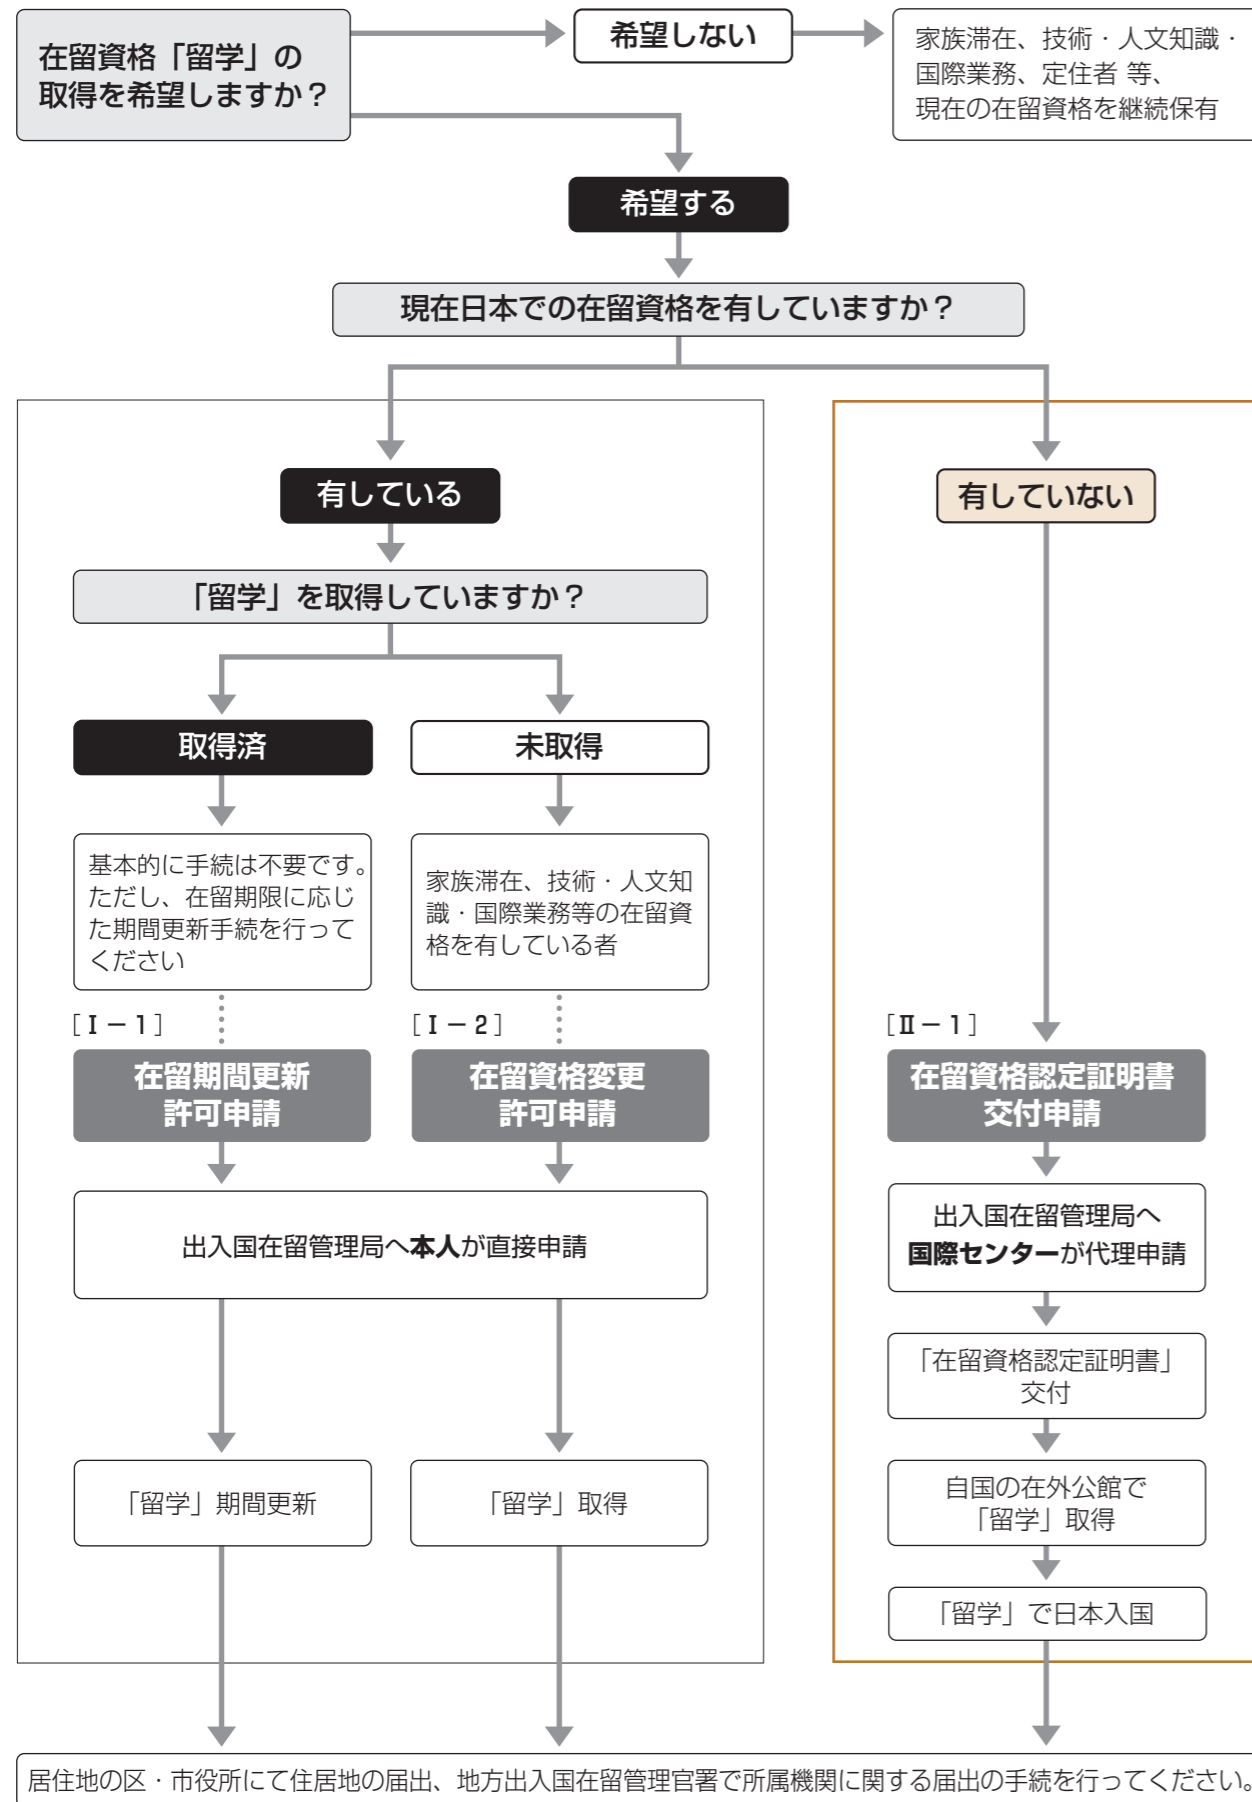 在留資格「留学」の
取得を希望しますか？
希望しない
家族滞在、技術・人文知識・
国際業務、定住者 等、
現在の在留資格を継続保有
希望する
現在日本での在留資格を有していますか？
有している
「留学」を取得していますか？
取得済
基本的に手続は不要です。
ただし、在留期限に応じ
た期間更新手続を行って
ください
［Ⅰ－1］
在留期間更新
許可申請
未取得
家族滞在、技術・人文知
識・国際業務等の在留資
格を有している者
［Ⅰ－2］
在留資格変更
許可申請
出入国在留管理局へ本人が直接申請
「留学」期間更新
「留学」取得
有していない
［Ⅱ－1］
在留資格認定証明書
交付申請
出入国在留管理局へ
国際センターが代理申請
「在留資格認定証明書」
交付
自国の在外公館で
「留学」取得
「留学」で日本入国
居住地の区・市役所にて住居地の届出、地方出入国在留管理官署で所属機関に関する届出の手続を行ってください。